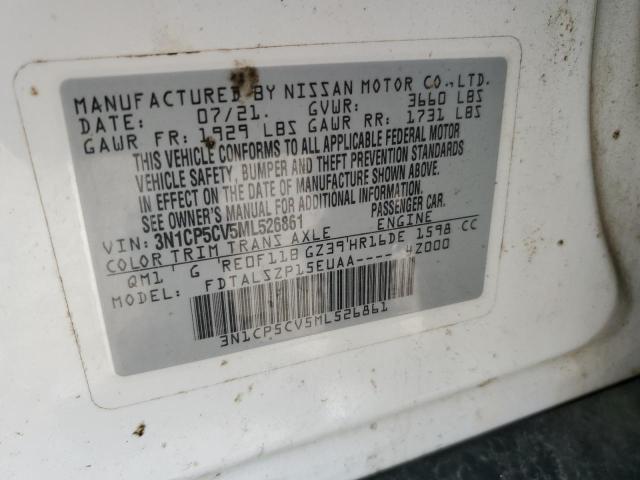 MANUFACTURED BY NISSAN MOTOR CO.,LTD.
DATE: 07/21. GVWR: 3660 LBS
GAWR FR: 1929 LBS GAWR RR: 1731 LBS
THIS VEHICLE CONFORMS TO ALL APPLICABLE FEDERAL MOTOR
VEHICLE SAFETY, BUMPER AND THEFT PREVENTION STANDARDS
IN EFFECT ON THE DATE OF MANUFACTURE SHOWN ABOVE.
SEE OWNER'S MANUAL FOR ADDITIONAL INFORMATION.
VIN: 3N1CP5CV5ML526861 PASSENGER CAR
COLOR TRIM TRANS AXLE ENGINE
QM1 G RE0F11B GZ39 HR16DE 1598 CC
MODEL: FDTALSZP15EUAA---- 4Z000
3N1CP5CV5ML526861